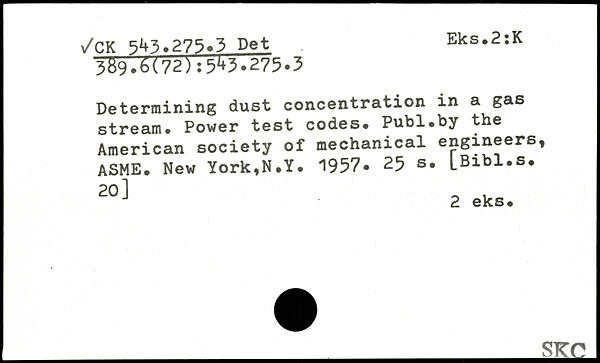 ✓CK 543.275.3 Det Eks.2:K
389.6(72):543.275.3
Determining dust concentration in a gas
stream. Power test codes. Publ.by the
American society of mechanical engineers,
ASME. New York,N.Y. 1957. 25 s. [Bibl.s.
20]
2 eks.
SKC